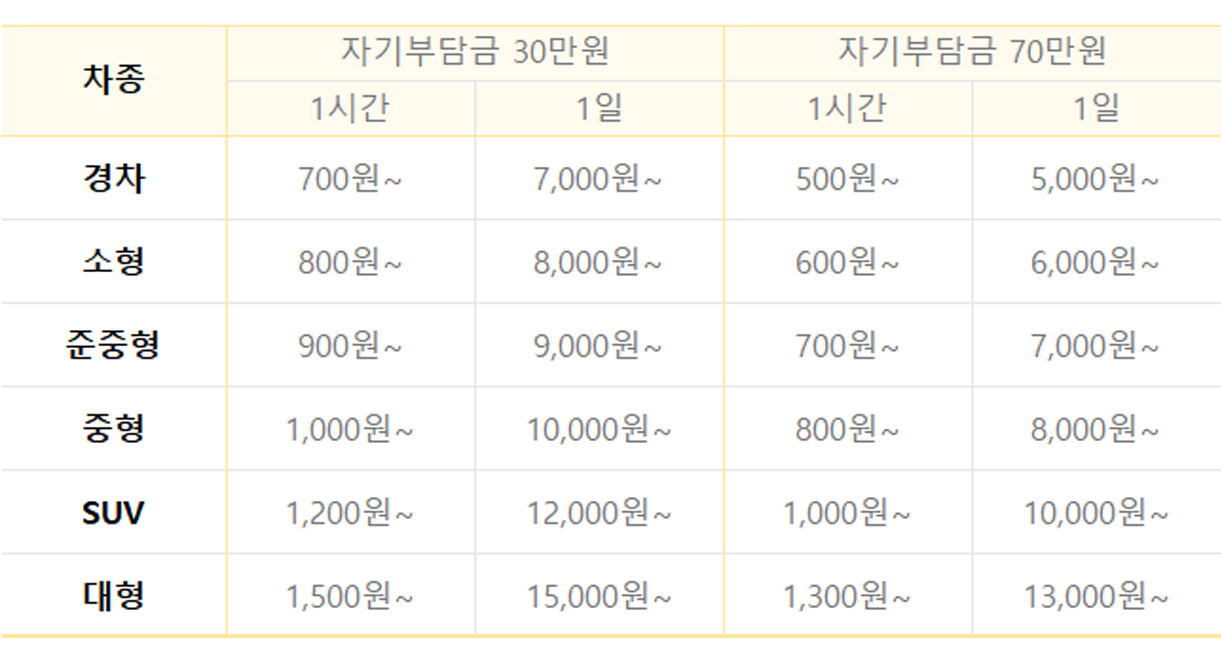 차종 자기부담금 30만원 자기부담금 70만원
1시간 1일 1시간 1일
경차 700원~ 7,000원~ 500원~ 5,000원~
소형 800원~ 8,000원~ 600원~ 6,000원~
준중형 900원~ 9,000원~ 700원~ 7,000원~
중형 1,000원~ 10,000원~ 800원~ 8,000원~
SUV 1,200원~ 12,000원~ 1,000원~ 10,000원~
대형 1,500원~ 15,000원~ 1,300원~ 13,000원~